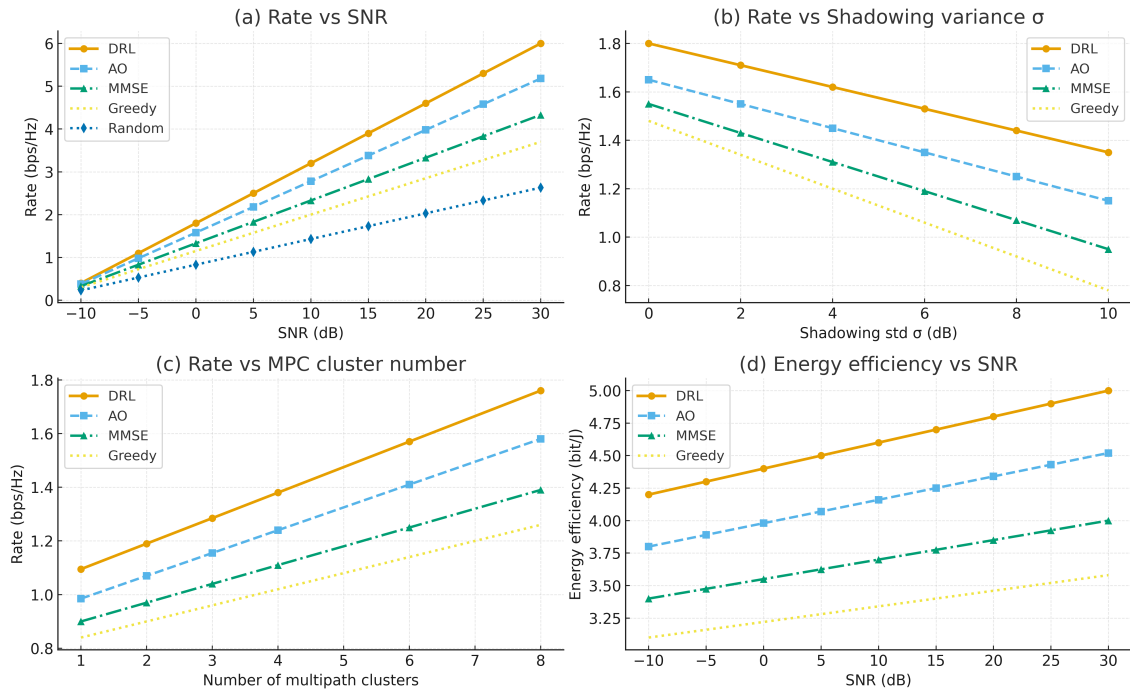 (a) Rate vs SNR
Rate (bps/Hz)
6
5
4
3
2
1
0
DRL
AO
MMSE
Greedy
Random
−10 −5 0 5 10 15 20 25 30
SNR (dB)
(b) Rate vs Shadowing variance σ
Rate (bps/Hz)
1.8
1.6
1.4
1.2
1.0
0.8
DRL
AO
MMSE
Greedy
0 2 4 6 8 10
Shadowing std σ (dB)
(c) Rate vs MPC cluster number
Rate (bps/Hz)
1.8
1.6
1.4
1.2
1.0
0.8
DRL
AO
MMSE
Greedy
1 2 3 4 5 6 7 8
Number of multipath clusters
(d) Energy efficiency vs SNR
Energy efficiency (bit/J)
5.00
4.75
4.50
4.25
4.00
3.75
3.50
3.25
DRL
AO
MMSE
Greedy
−10 −5 0 5 10 15 20 25 30
SNR (dB)